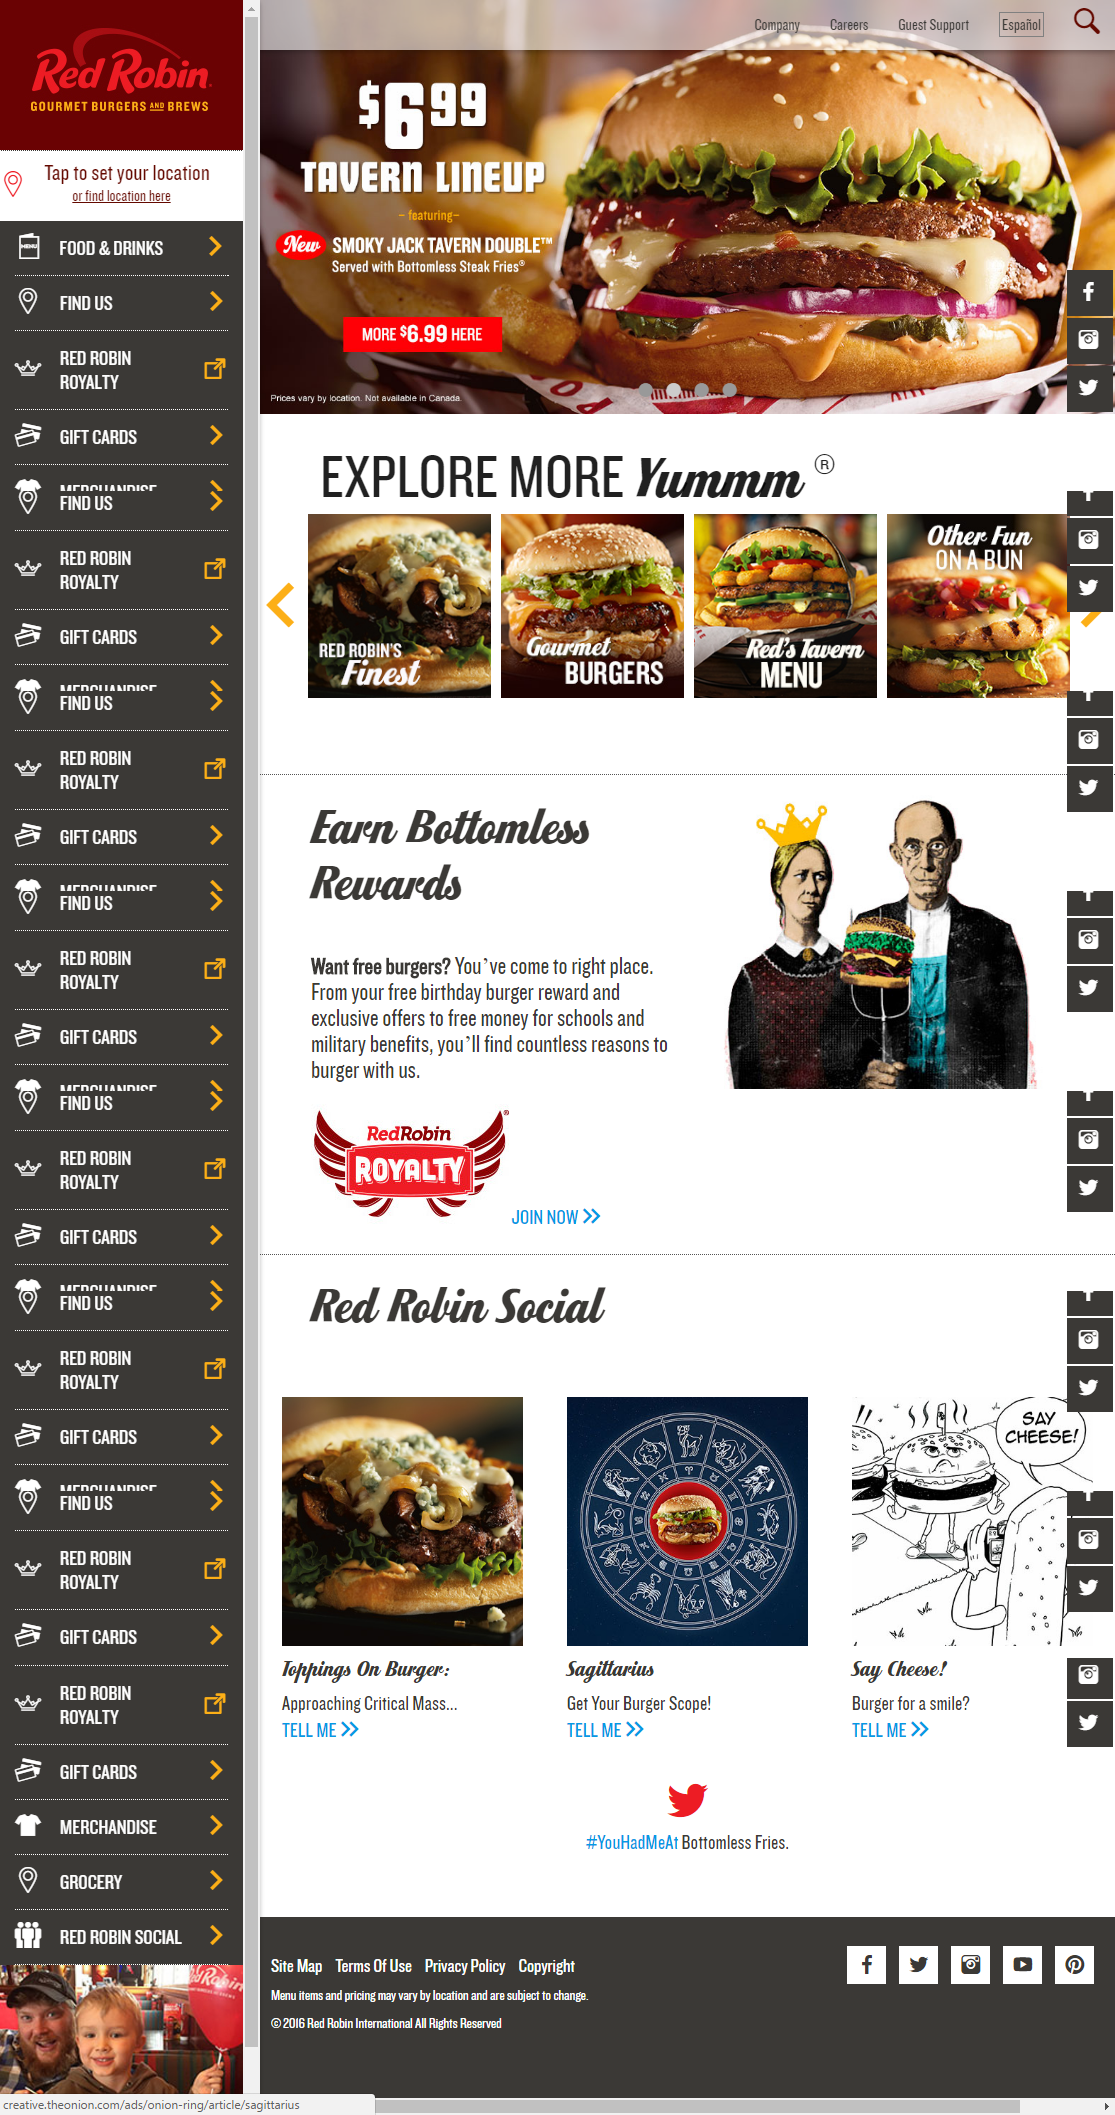 Red Robin
GOURMET BURGERS AND BREWS
Tap to set your location
or find location here
MENU
FOOD & DRINKS
FIND US
RED ROBIN
ROYALTY
GIFT CARDS
MERCHANDISE
FIND US
RED ROBIN
ROYALTY
GIFT CARDS
MERCHANDISE
FIND US
RED ROBIN
ROYALTY
GIFT CARDS
MERCHANDISE
FIND US
RED ROBIN
ROYALTY
GIFT CARDS
MERCHANDISE
FIND US
RED ROBIN
ROYALTY
GIFT CARDS
MERCHANDISE
FIND US
RED ROBIN
ROYALTY
GIFT CARDS
MERCHANDISE
FIND US
RED ROBIN
ROYALTY
GIFT CARDS
RED ROBIN
ROYALTY
GIFT CARDS
MERCHANDISE
GROCERY
RED ROBIN SOCIAL
Red Robin
creative.theonion.com/ads/onion-ring/article/sagittarius
Company Careers Guest Support Español
$6.99
TAVERN LINEUP
– featuring–
New SMOKY JACK TAVERN DOUBLE™
Served with Bottomless Steak Fries®
MORE $6.99 HERE
Prices vary by location. Not available in Canada.
EXPLORE MORE Yummm ®
RED ROBIN'S
Finest
Gourmet
BURGERS
Red's Tavern
MENU
Other Fun
ON A BUN
Earn Bottomless
Rewards
Want free burgers? You've come to right place.
From your free birthday burger reward and
exclusive offers to free money for schools and
military benefits, you'll find countless reasons to
burger with us.
RedRobin®
ROYALTY
JOIN NOW
Red Robin Social
SAY
CHEESE!
Toppings On Burger:
Approaching Critical Mass...
TELL ME
Sagittarius
Get Your Burger Scope!
TELL ME
Say Cheese!
Burger for a smile?
TELL ME
#YouHadMeAt Bottomless Fries.
Site Map Terms Of Use Privacy Policy Copyright
Menu items and pricing may vary by location and are subject to change.
© 2016 Red Robin International All Rights Reserved